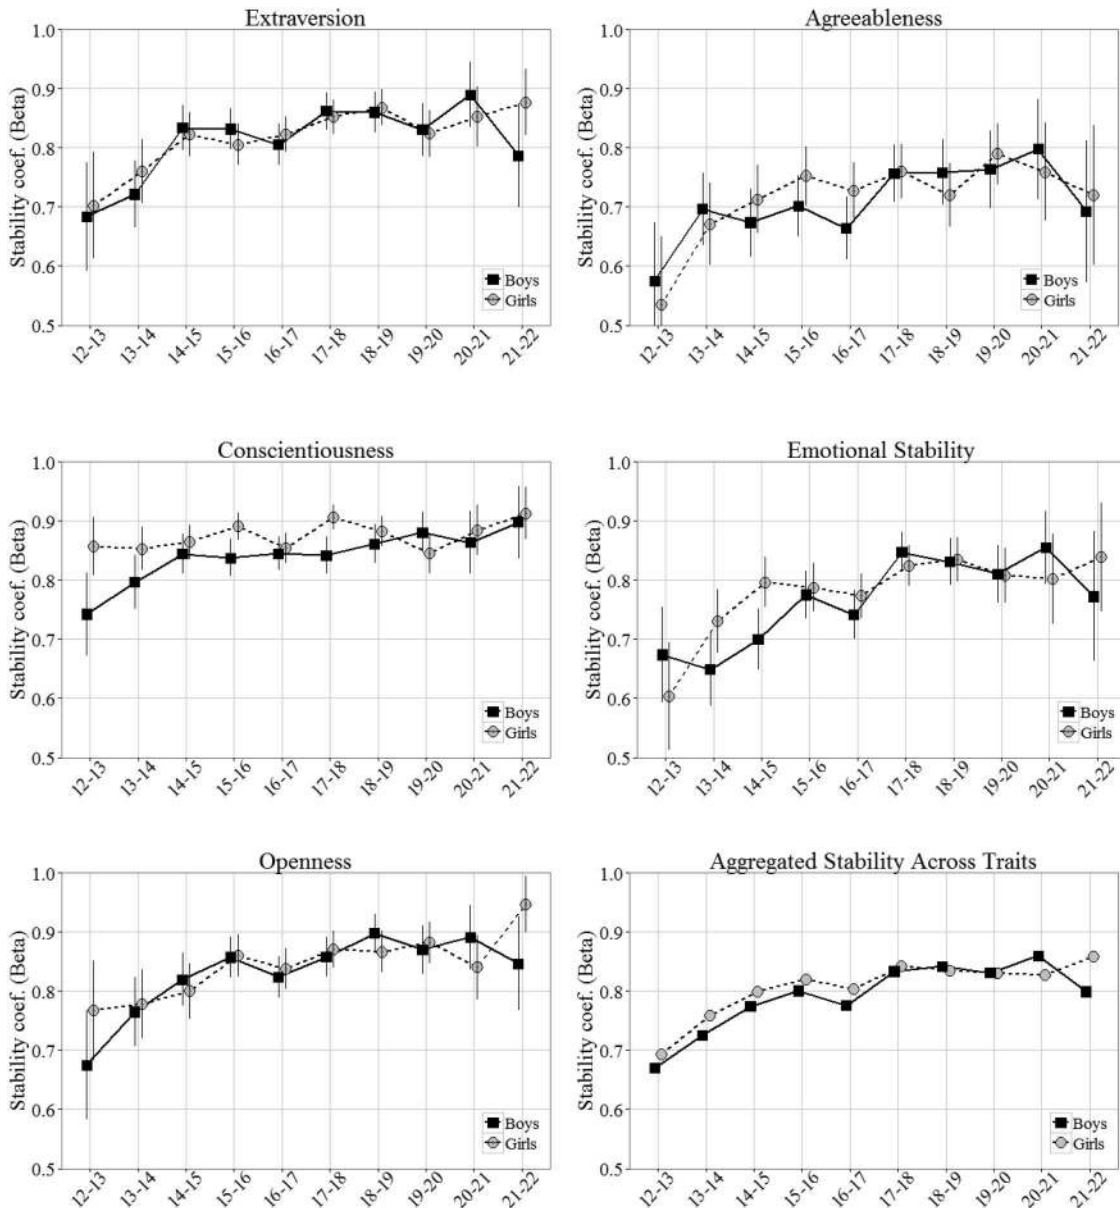 Extraversion
Stability coef. (Beta)
1.0
0.9
0.8
0.7
0.6
0.5
Boys
Girls
12-13 13-14 14-15 15-16 16-17 17-18 18-19 19-20 20-21 21-22
Agreeableness
Stability coef. (Beta)
1.0
0.9
0.8
0.7
0.6
0.5
Boys
Girls
12-13 13-14 14-15 15-16 16-17 17-18 18-19 19-20 20-21 21-22
Conscientiousness
Stability coef. (Beta)
1.0
0.9
0.8
0.7
0.6
0.5
Boys
Girls
12-13 13-14 14-15 15-16 16-17 17-18 18-19 19-20 20-21 21-22
Emotional Stability
Stability coef. (Beta)
1.0
0.9
0.8
0.7
0.6
0.5
Boys
Girls
12-13 13-14 14-15 15-16 16-17 17-18 18-19 19-20 20-21 21-22
Openness
Stability coef. (Beta)
1.0
0.9
0.8
0.7
0.6
0.5
Boys
Girls
12-13 13-14 14-15 15-16 16-17 17-18 18-19 19-20 20-21 21-22
Aggregated Stability Across Traits
Stability coef. (Beta)
1.0
0.9
0.8
0.7
0.6
0.5
Boys
Girls
12-13 13-14 14-15 15-16 16-17 17-18 18-19 19-20 20-21 21-22